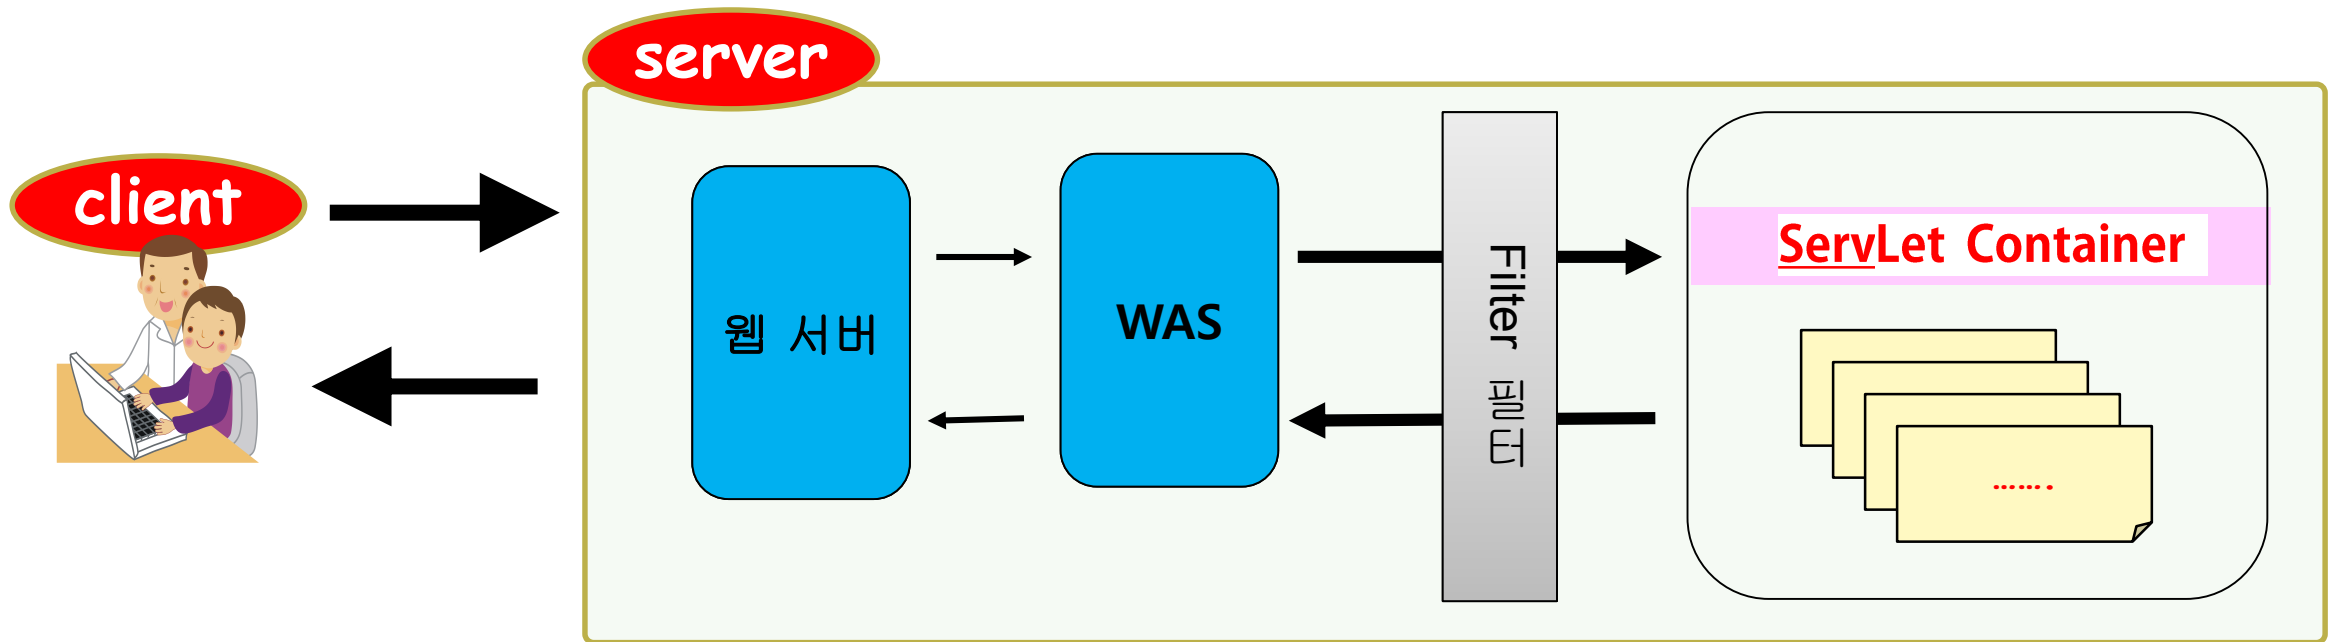 server
client
웹 서버
WAS
Filter 필터
ServLet Container
…….